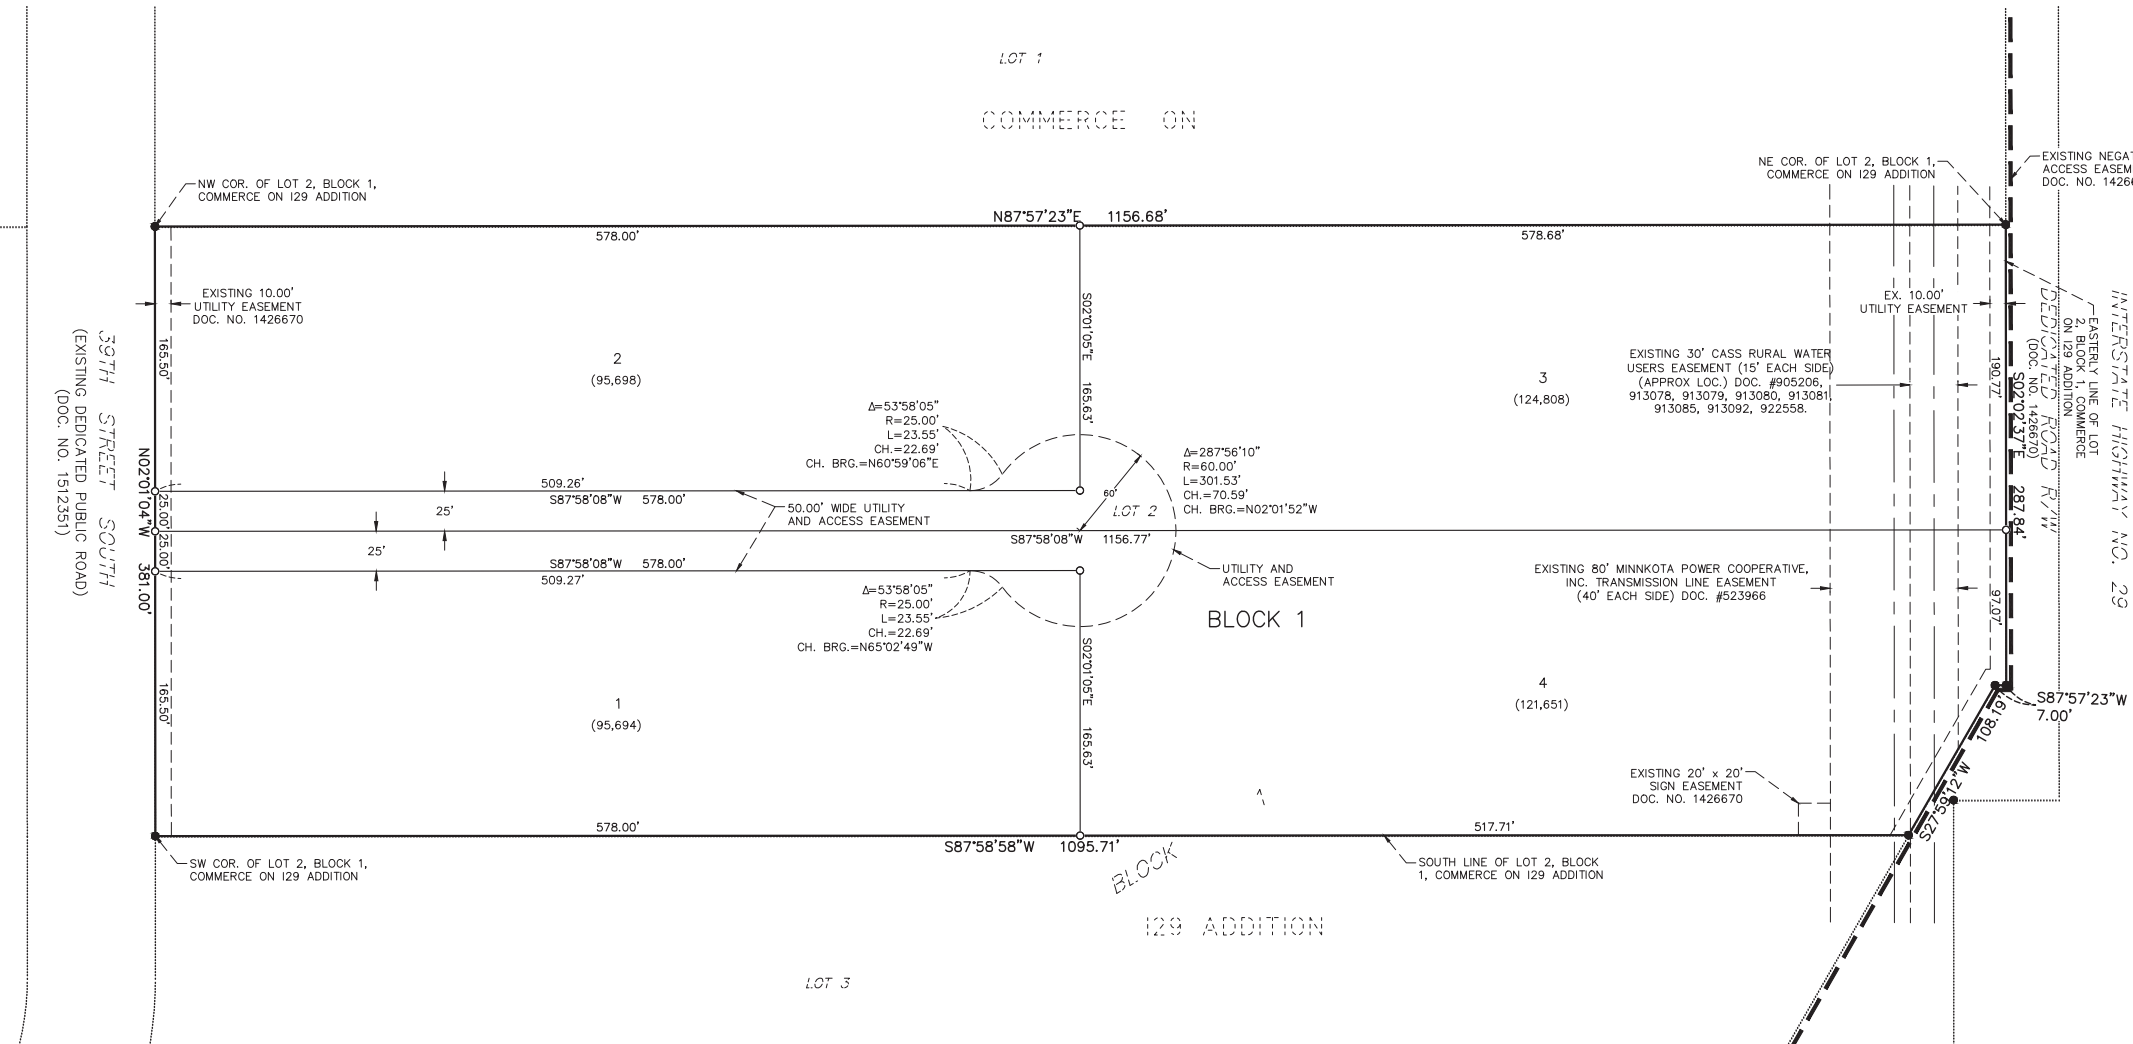 LOT 1
COMMERCE ON
NW COR. OF LOT 2, BLOCK 1,
COMMERCE ON I29 ADDITION
NE COR. OF LOT 2, BLOCK 1,
COMMERCE ON I29 ADDITION
EXISTING NEGA
ACCESS EASEM
DOC. NO. 1426
N87°57'23"E 1156.68'
578.00'
578.68'
EXISTING 10.00'
UTILITY EASEMENT
DOC. NO. 1426670
EX. 10.00'
UTILITY EASEMENT
39TH STREET SOUTH
(EXISTING DEDICATED PUBLIC ROAD)
(DOC. NO. 1512351)
165.50'
2
(95,698)
S02°01'05"E 165.63'
Δ=53°58'05"
R=25.00'
L=23.55'
CH.=22.69'
CH. BRG.=N60°59'06"E
Δ=287°56'10"
R=60.00'
L=301.53'
CH.=70.59'
CH. BRG.=N02°01'52"W
60'
LOT 2
EXISTING 30' CASS RURAL WATER
USERS EASEMENT (15' EACH SIDE)
(APPROX LOC.) DOC. #905206,
913078, 913079, 913080, 913081,
913085, 913092, 922558.
3
(124,808)
190.77'
S02°02'37"E 287.84'
EASTERLY LINE OF LOT
2, BLOCK 1, COMMERCE
ON I29 ADDITION
INTERSTATE HIGHWAY NO. 29
DEDICATED ROAD R/W
(DOC. NO. 1426670)
N02°01'04"W 381.00'
25.00'
25.00'
509.26'
S87°58'08"W 578.00'
25'
25'
50.00' WIDE UTILITY
AND ACCESS EASEMENT
S87°58'08"W 1156.77'
S87°58'08"W 578.00'
509.27'
UTILITY AND
ACCESS EASEMENT
BLOCK 1
EXISTING 80' MINNKOTA POWER COOPERATIVE,
INC. TRANSMISSION LINE EASEMENT
(40' EACH SIDE) DOC. #523966
97.07'
Δ=53°58'05"
R=25.00'
L=23.55'
CH.=22.69'
CH. BRG.=N65°02'49"W
165.50'
1
(95,694)
S02°01'05"E 165.63'
4
(121,651)
S87°57'23"W
7.00'
108.19'
S27°59'12"W
EXISTING 20' x 20'
SIGN EASEMENT
DOC. NO. 1426670
578.00'
517.71'
S87°58'58"W 1095.71'
SW COR. OF LOT 2, BLOCK 1,
COMMERCE ON I29 ADDITION
SOUTH LINE OF LOT 2, BLOCK
1, COMMERCE ON I29 ADDITION
BLOCK
I29 ADDITION
LOT 3